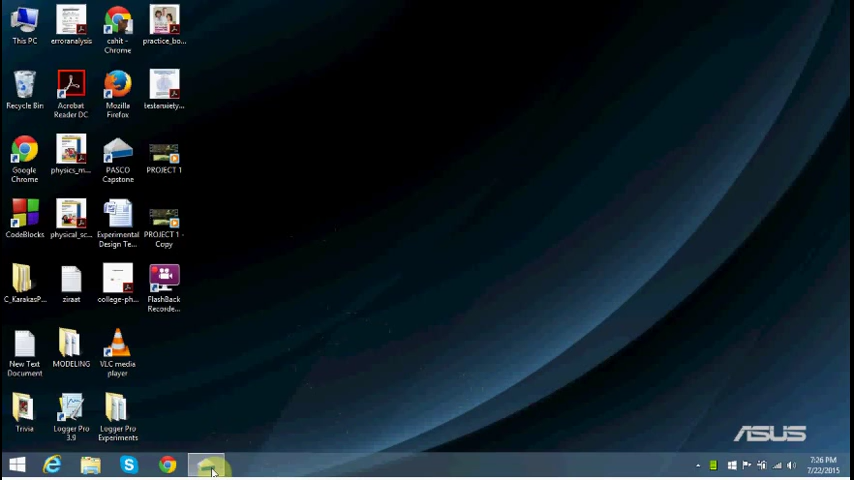 This PC
erroranalysis
cahit -
Chrome
practice_bo...
Recycle Bin
Acrobat
Reader DC
Mozilla
Firefox
testanxiety...
Google
Chrome
physics_m...
PASCO
Capstone
PROJECT 1
CodeBlocks
physical_sc...
Experimental
Design Te...
PROJECT 1 -
Copy
C_KarakasP...
ziraat
college-ph...
FlashBack
Recorde...
New Text
Document
MODELING
VLC media
player
Trivia
Logger Pro
3.9
Logger Pro
Experiments
ASUS
7:26 PM
7/22/2015